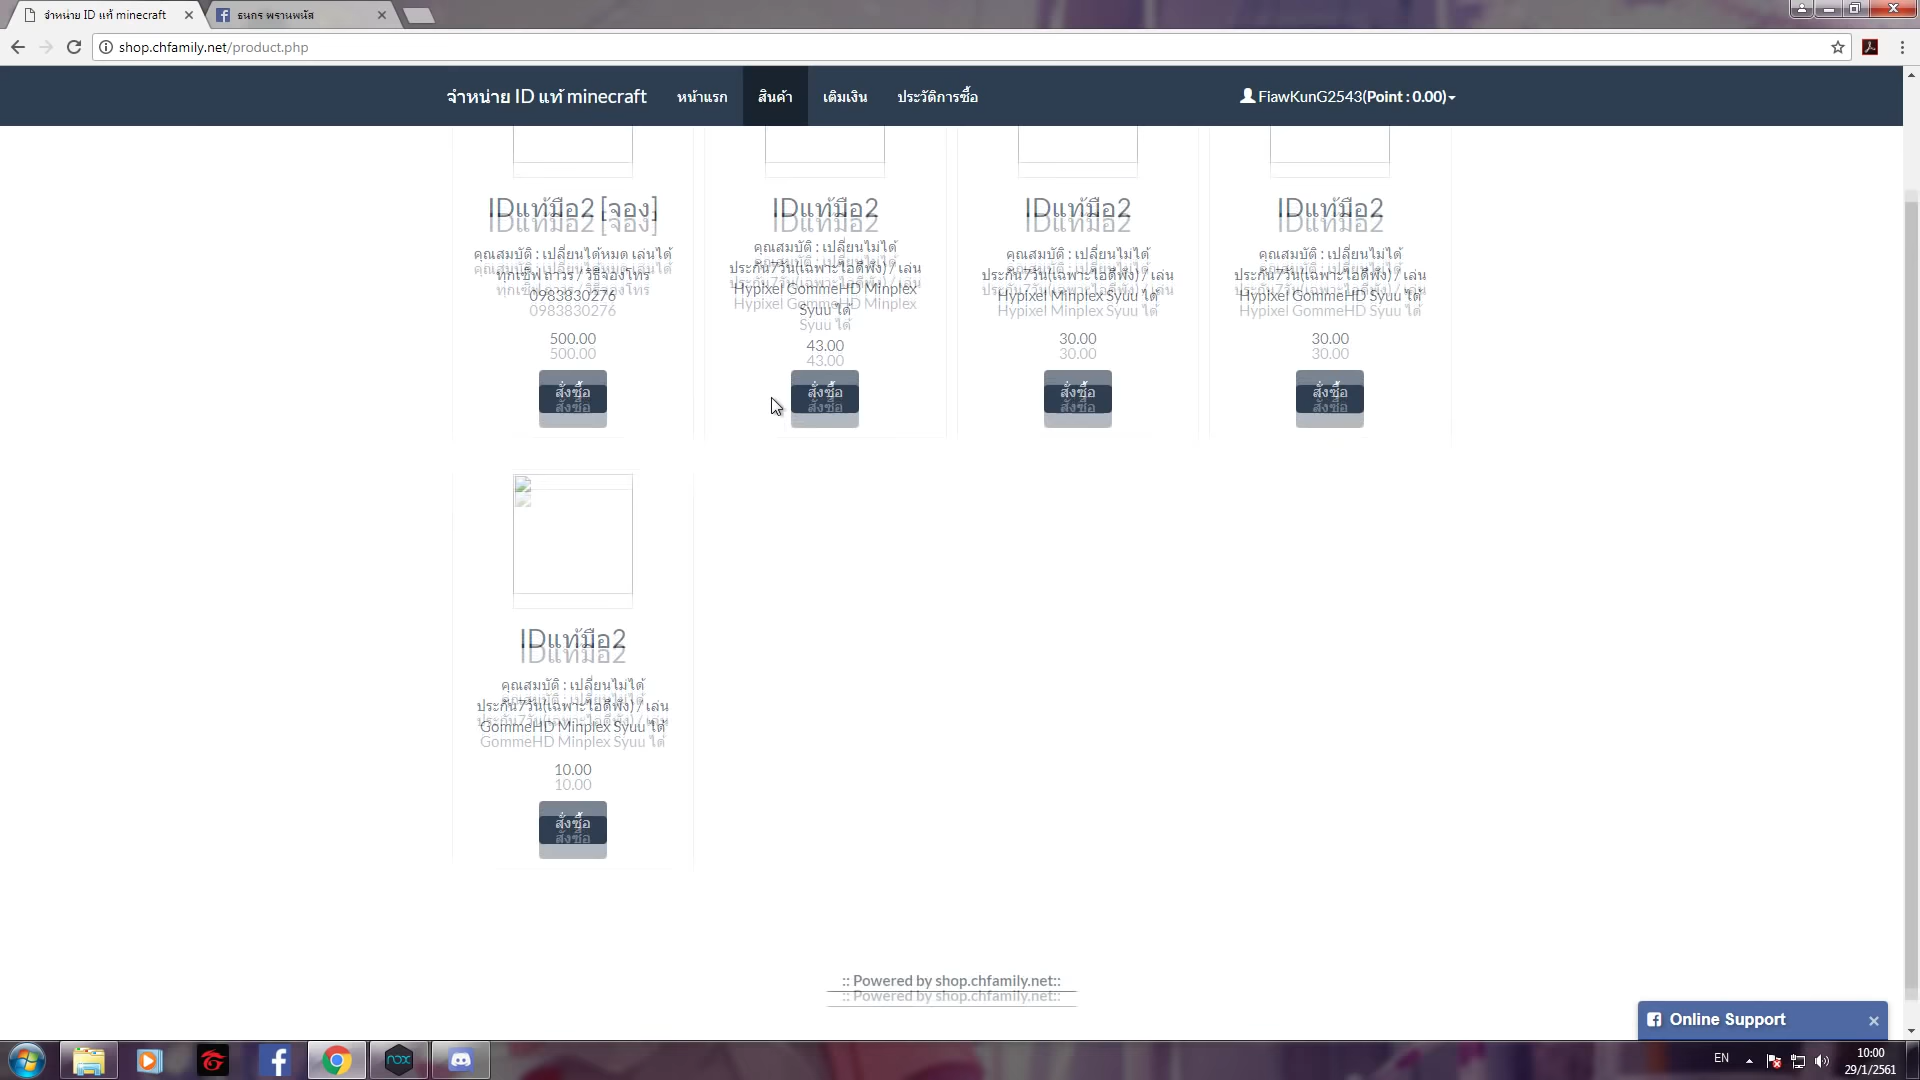 จำหน่าย ID แท้ minecraft
ธนกร พรานพนัส
shop.chfamily.net/product.php
จำหน่าย ID แท้ minecraft
หน้าแรก
สินค้า
เติมเงิน
ประวัติการซื้อ
FiawKunG2543(Point : 0.00)
IDแท้มือ2 [จอง]
คุณสมบัติ : เปลี่ยนได้หมด เล่นได้
ทุกเซิฟ ถาวร / วิธีจองโทร
0983830276
500.00
สั่งซื้อ
IDแท้มือ2
คุณสมบัติ : เปลี่ยนไม่ได้
ประกัน7วัน(เฉพาะไอดีพัง) / เล่น
Hypixel GommeHD Minplex
Syuu ได้
43.00
สั่งซื้อ
IDแท้มือ2
คุณสมบัติ : เปลี่ยนไม่ได้
ประกัน7วัน(เฉพาะไอดีพัง) / เล่น
Hypixel Minplex Syuu ได้
30.00
สั่งซื้อ
IDแท้มือ2
คุณสมบัติ : เปลี่ยนไม่ได้
ประกัน7วัน(เฉพาะไอดีพัง) / เล่น
Hypixel GommeHD Syuu ได้
30.00
สั่งซื้อ
IDแท้มือ2
คุณสมบัติ : เปลี่ยนไม่ได้
ประกัน7วัน(เฉพาะไอดีพัง) / เล่น
GommeHD Minplex Syuu ได้
10.00
สั่งซื้อ
:: Powered by shop.chfamily.net::
Online Support
nox
EN
10:00
29/1/2561